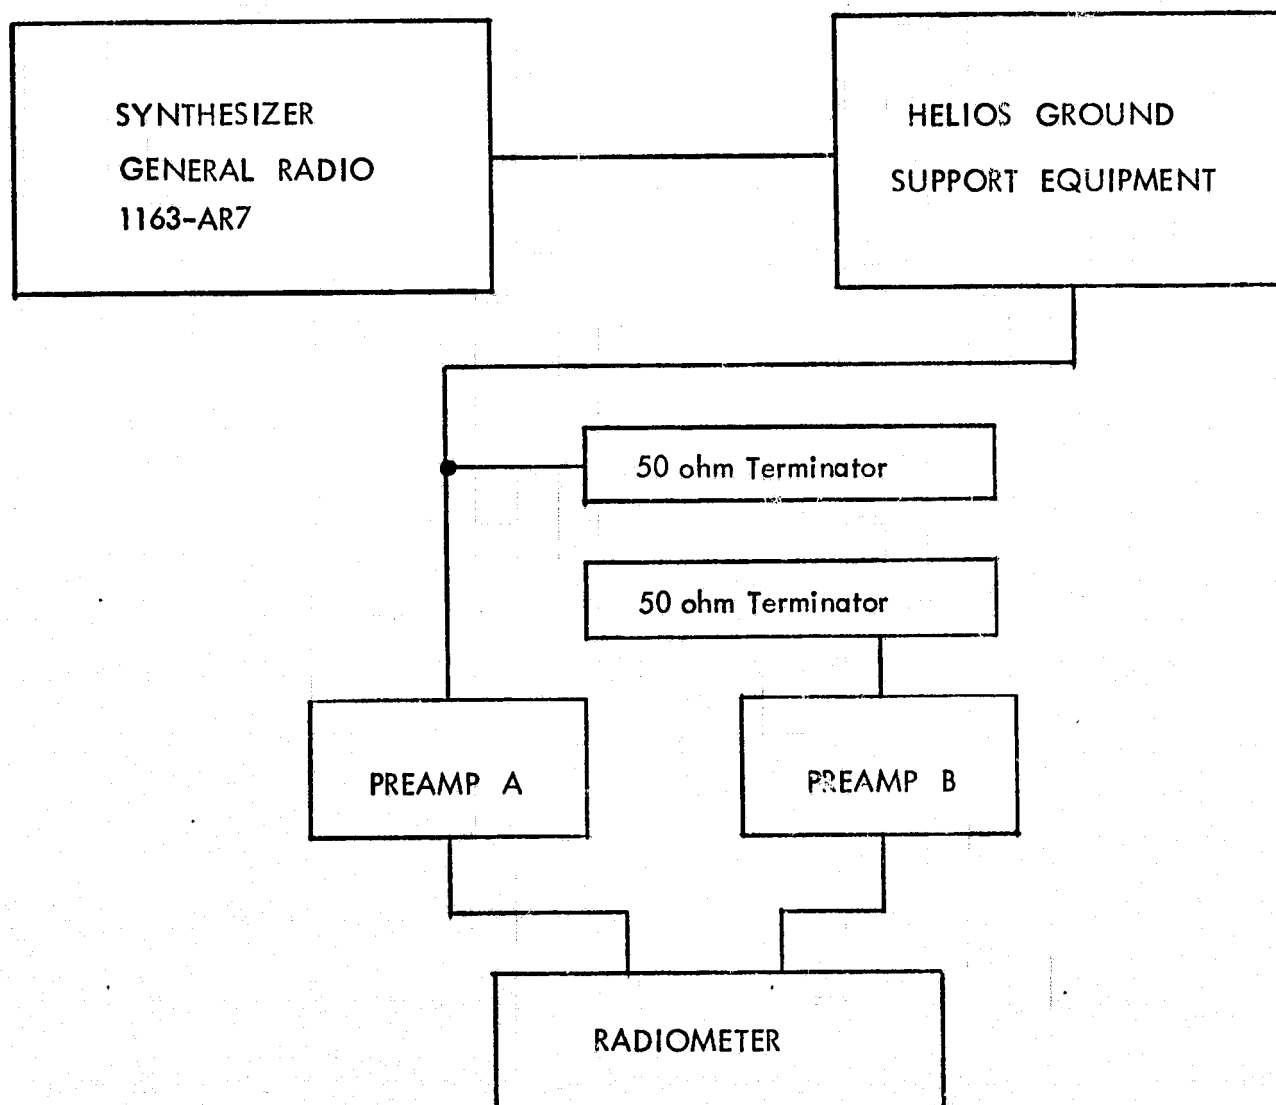 SYNTHESIZER
GENERAL RADIO
1163-AR7
HELIOS GROUND
SUPPORT EQUIPMENT
50 ohm Terminator
50 ohm Terminator
PREAMP A
PREAMP B
RADIOMETER